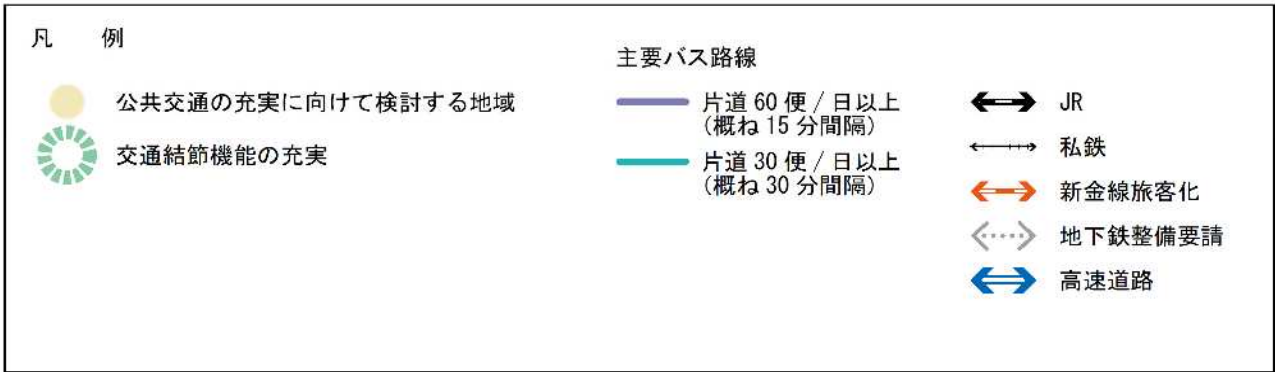 凡　例
公共交通の充実に向けて検討する地域
交通結節機能の充実
主要バス路線
片道 60 便 / 日以上
(概ね 15 分間隔)
片道 30 便 / 日以上
(概ね 30 分間隔)
JR
私鉄
新金線旅客化
地下鉄整備要請
高速道路